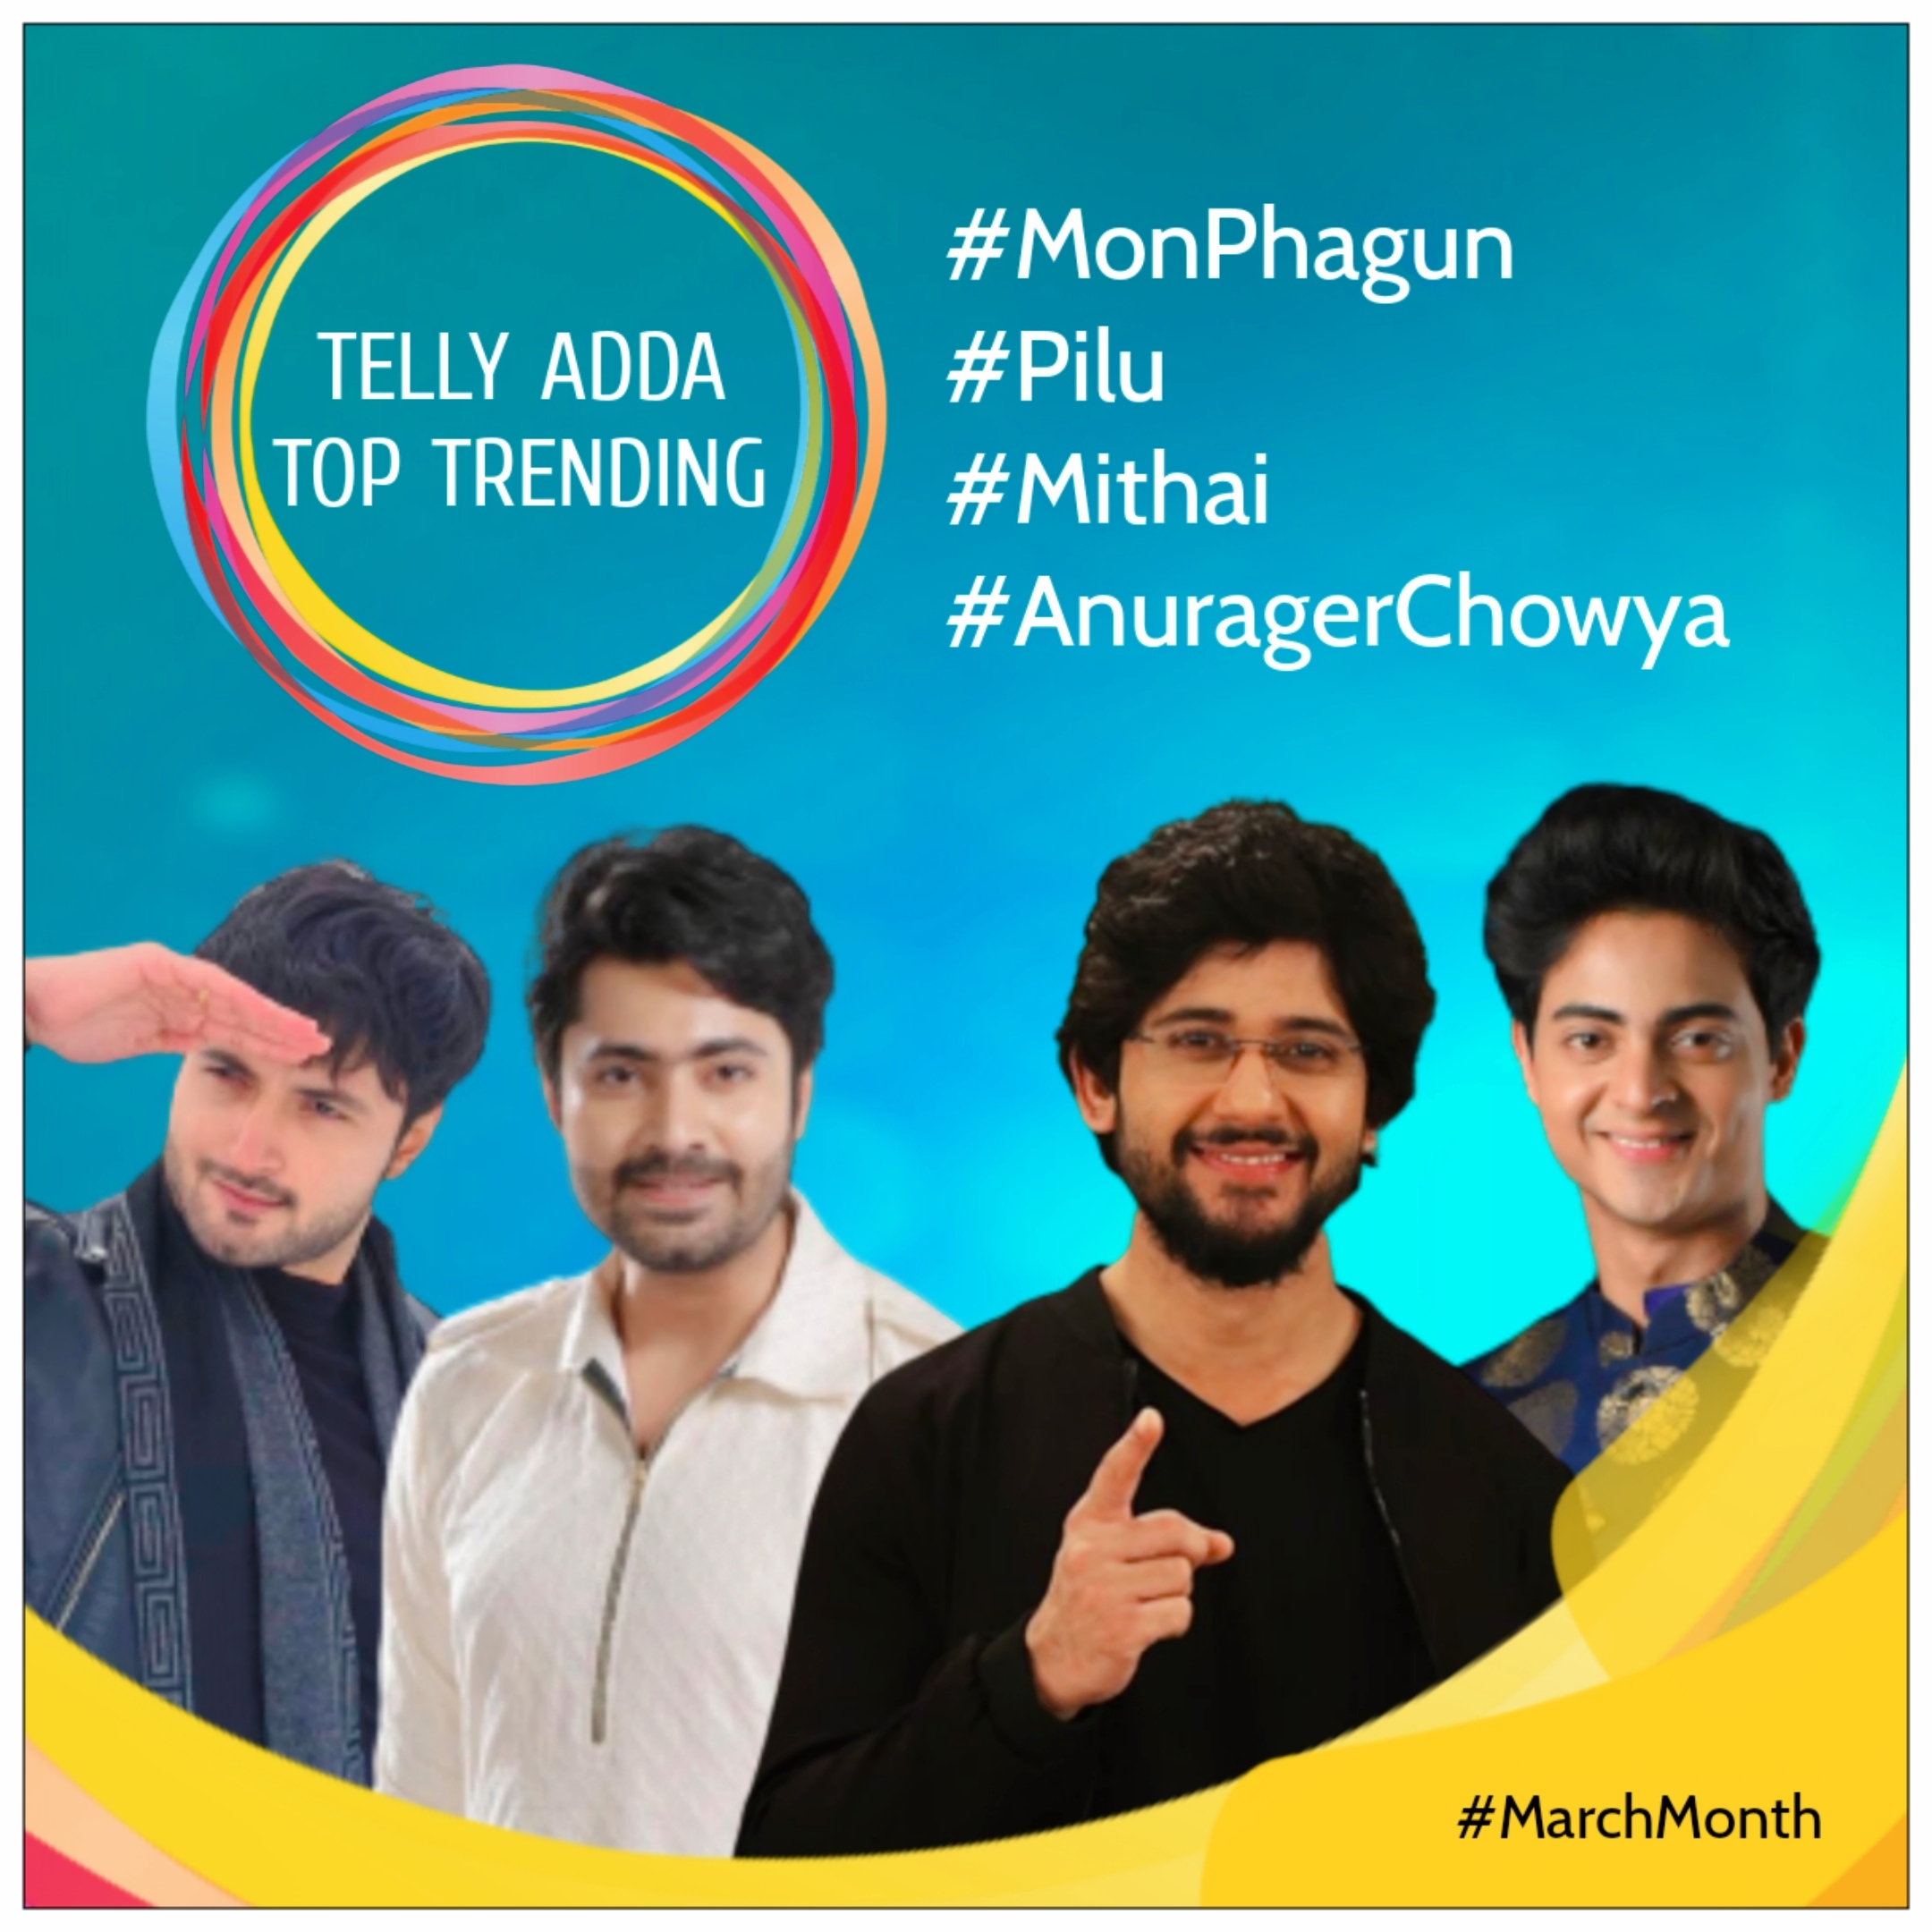 TELLY ADDA
TOP TRENDING
#MonPhagun
#Pilu
#Mithai
#AnuragerChowya
#MarchMonth